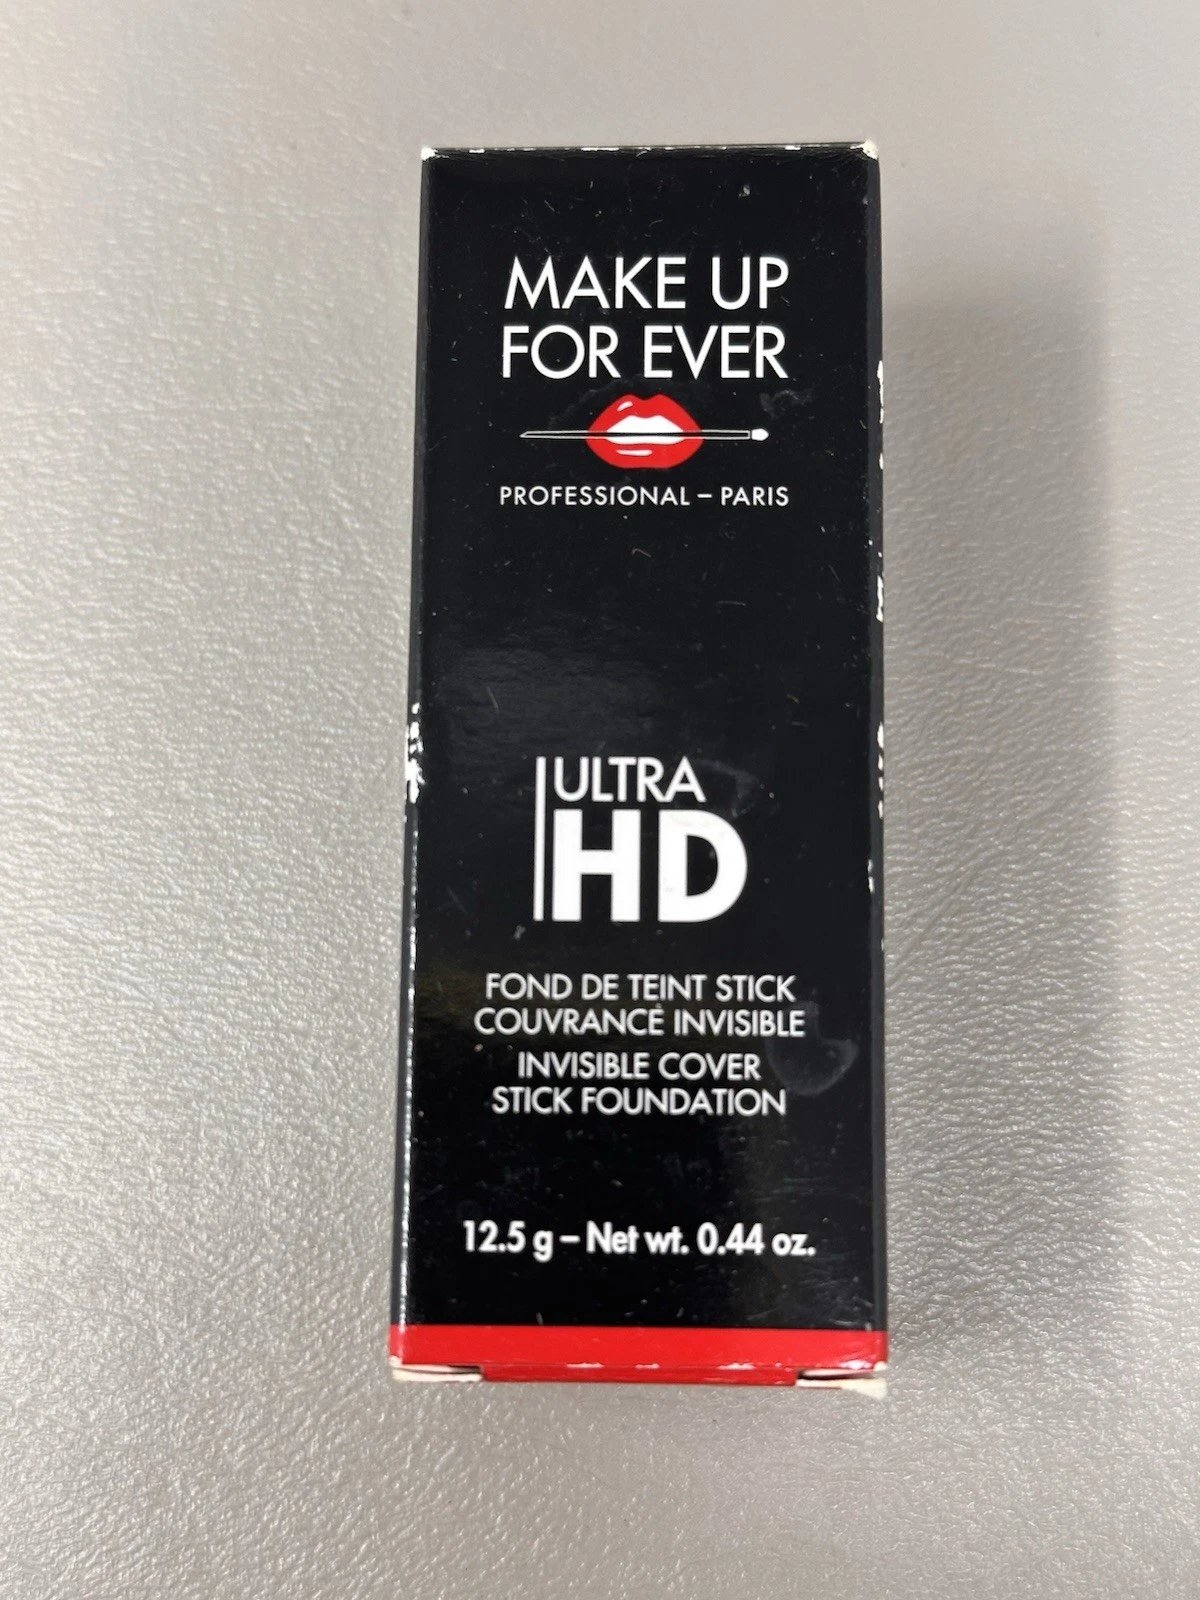 MAKE UP
FOR EVER
PROFESSIONAL – PARIS
ULTRA
HD
FOND DE TEINT STICK
COUVRANCE INVISIBLE
INVISIBLE COVER
STICK FOUNDATION
12.5 g – Net wt. 0.44 oz.